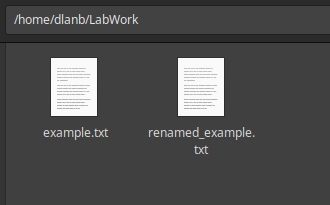 /home/dlanb/LabWork
example.txt
renamed_example.
txt